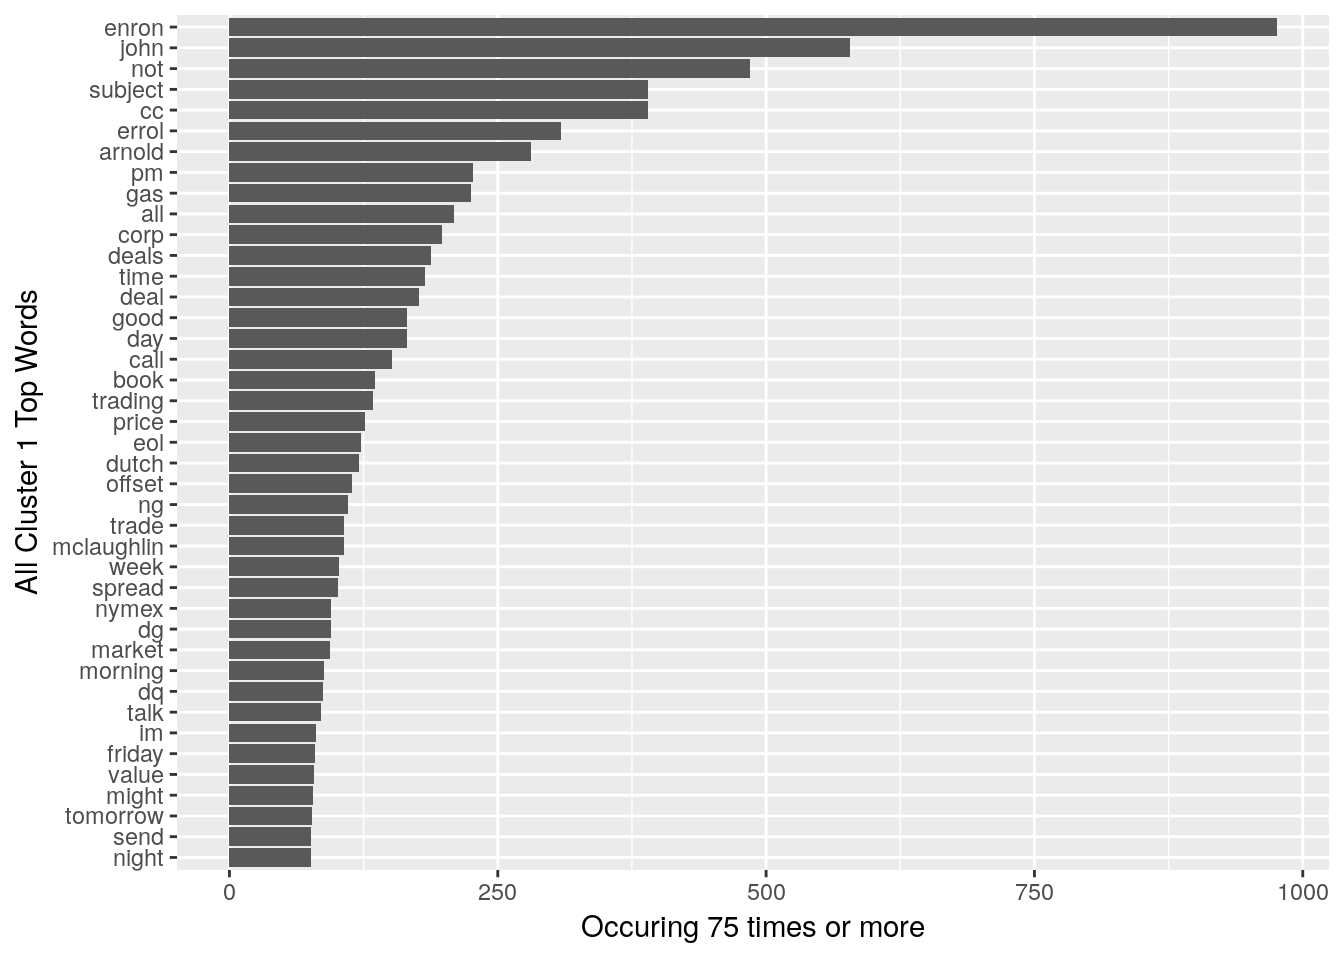 enron
john
not
subject
cc
errol
arnold
pm
gas
all
corp
deals
time
deal
good
day
call
book
trading
price
eol
dutch
offset
ng
trade
mclaughlin
week
spread
nymex
dg
market
morning
dq
talk
im
friday
value
might
tomorrow
send
night
All Cluster 1 Top Words
0 250 500 750 1000
Occuring 75 times or more